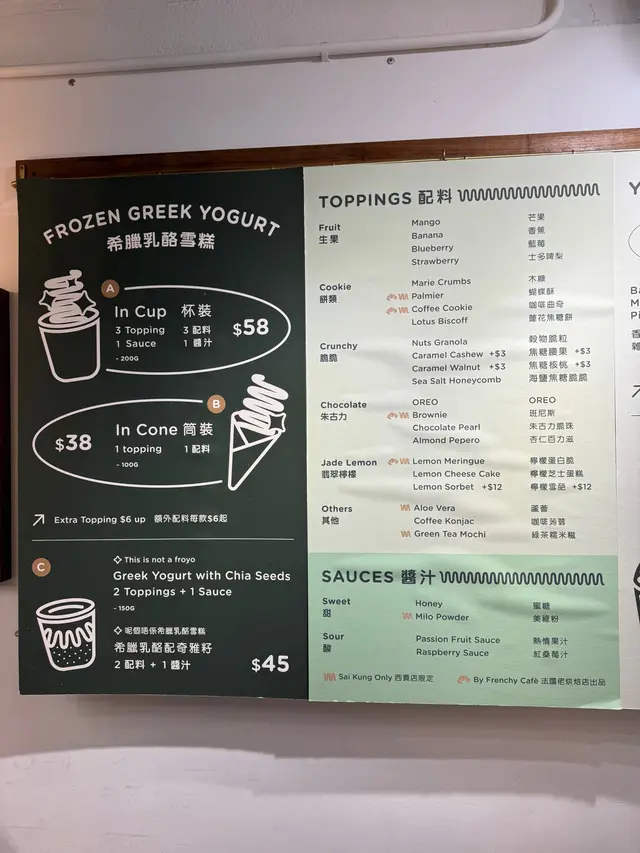 FROZEN GREEK YOGURT
希臘乳酪雪糕
A
In Cup 杯裝
3 Topping 3 配料
1 Sauce 1 醬汁
~ 200G
$58
B
In Cone 筒裝
1 topping 1 配料
~ 100G
$38
Extra Topping $6 up 額外配料每款$6起
C
This is not a froyo
Greek Yogurt with Chia Seeds
2 Toppings + 1 Sauce
~ 150G
呢個唔係希臘乳酪雪糕
希臘乳酪配奇雅籽
2 配料 + 1 醬汁
$45
TOPPINGS 配料
Fruit
生果
Mango 芒果
Banana 香蕉
Blueberry 藍莓
Strawberry 士多啤梨
Cookie
餅類
Marie Crumbs 木糠
Palmier 蝴蝶酥
Coffee Cookie 咖啡曲奇
Lotus Biscoff 蓮花焦糖餅
Crunchy
脆脆
Nuts Granola 穀物脆粒
Caramel Cashew +$3 焦糖腰果 +$3
Caramel Walnut +$3 焦糖核桃 +$3
Sea Salt Honeycomb 海鹽焦糖脆脆
Chocolate
朱古力
OREO OREO
Brownie 班尼斯
Chocolate Pearl 朱古力脆珠
Almond Pepero 杏仁百力滋
Jade Lemon
翡翠檸檬
Lemon Meringue 檸檬蛋白脆
Lemon Cheese Cake 檸檬芝士蛋糕
Lemon Sorbet +$12 檸檬雪葩 +$12
Others
其他
Aloe Vera 蘆薈
Coffee Konjac 咖啡蒟蒻
Green Tea Mochi 綠茶糯米糍
SAUCES 醬汁
Sweet
甜
Honey 蜜糖
Milo Powder 美祿粉
Sour
酸
Passion Fruit Sauce 熱情果汁
Raspberry Sauce 紅桑莓汁
Sai Kung Only 西貢店限定
By Frenchy Cafè 法國佬烘焙店出品